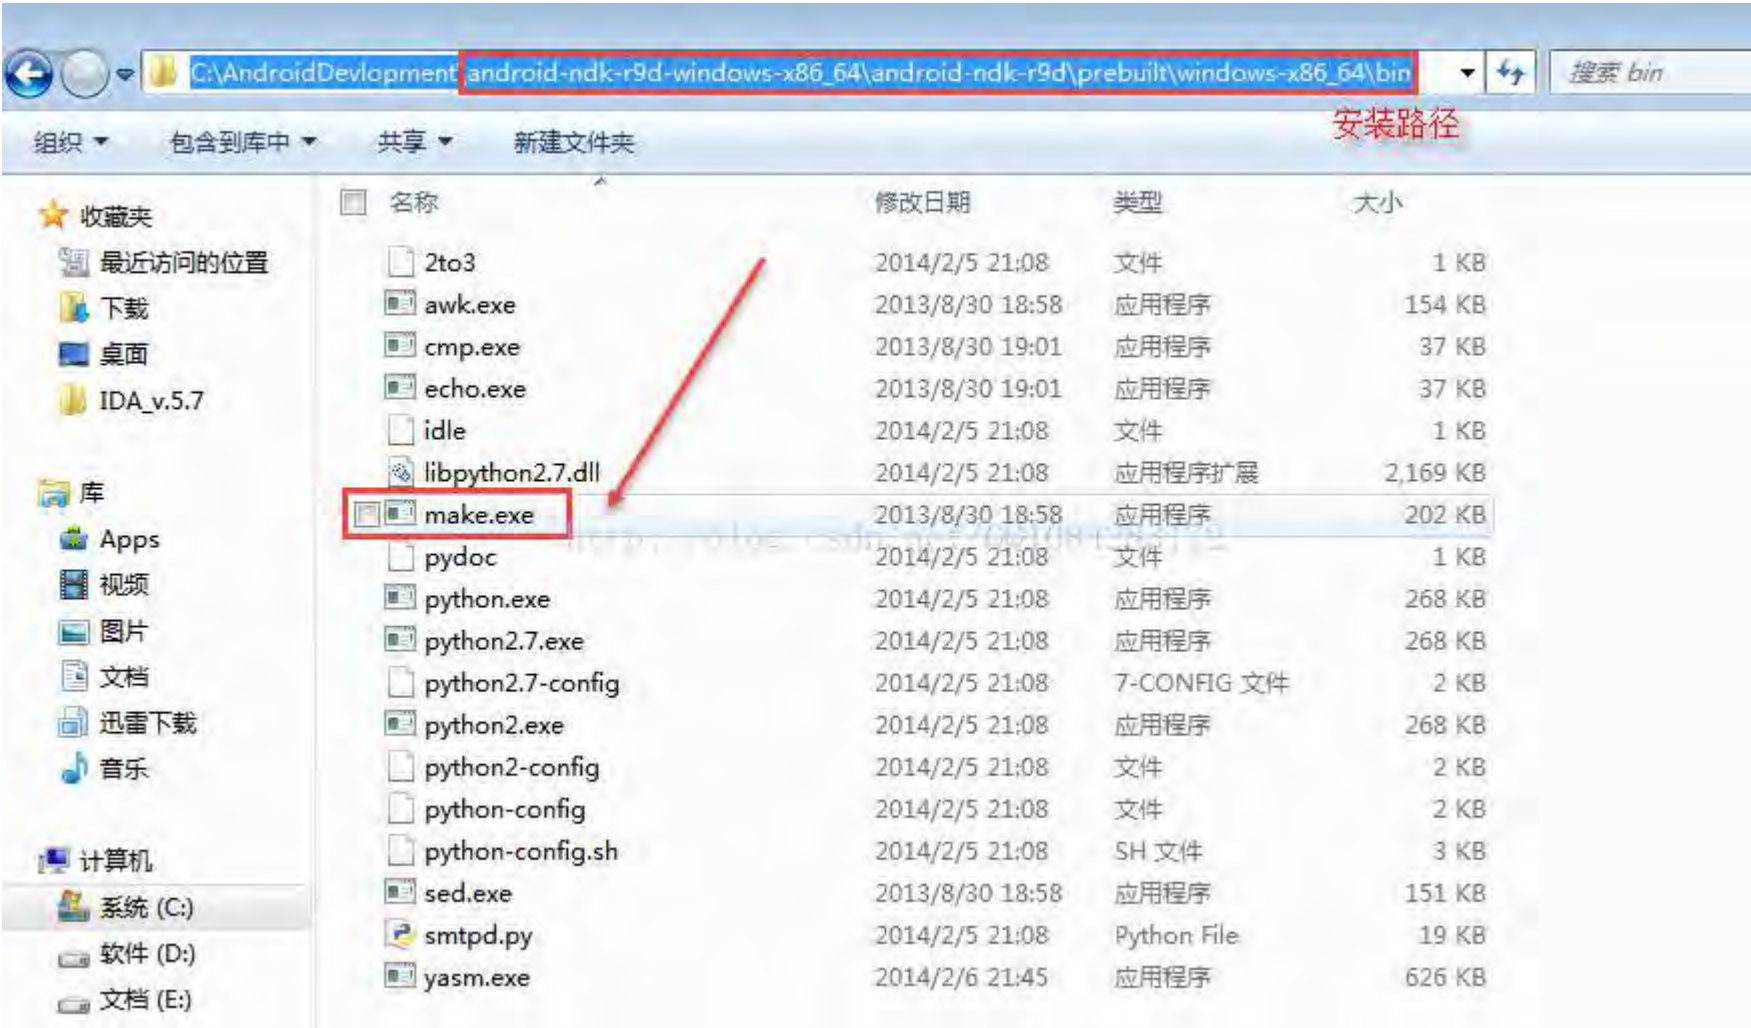 C:\AndroidDevlopment\android-ndk-r9d-windows-x86_64\android-ndk-r9d\prebuilt\windows-x86_64\bin
搜索 bin
安装路径
组织 包含到库中 共享 新建文件夹
名称 修改日期 类型 大小
收藏夹
最近访问的位置
下载
桌面
IDA_v.5.7
库
Apps
视频
图片
文档
迅雷下载
音乐
计算机
系统 (C:)
软件 (D:)
文档 (E:)
2to3 2014/2/5 21:08 文件 1 KB
awk.exe 2013/8/30 18:58 应用程序 154 KB
cmp.exe 2013/8/30 19:01 应用程序 37 KB
echo.exe 2013/8/30 19:01 应用程序 37 KB
idle 2014/2/5 21:08 文件 1 KB
libpython2.7.dll 2014/2/5 21:08 应用程序扩展 2,169 KB
make.exe 2013/8/30 18:58 应用程序 202 KB
pydoc 2014/2/5 21:08 文件 1 KB
python.exe 2014/2/5 21:08 应用程序 268 KB
python2.7.exe 2014/2/5 21:08 应用程序 268 KB
python2.7-config 2014/2/5 21:08 7-CONFIG 文件 2 KB
python2.exe 2014/2/5 21:08 应用程序 268 KB
python2-config 2014/2/5 21:08 文件 2 KB
python-config 2014/2/5 21:08 文件 2 KB
python-config.sh 2014/2/5 21:08 SH 文件 3 KB
sed.exe 2013/8/30 18:58 应用程序 151 KB
smtpd.py 2014/2/5 21:08 Python File 19 KB
yasm.exe 2014/2/6 21:45 应用程序 626 KB